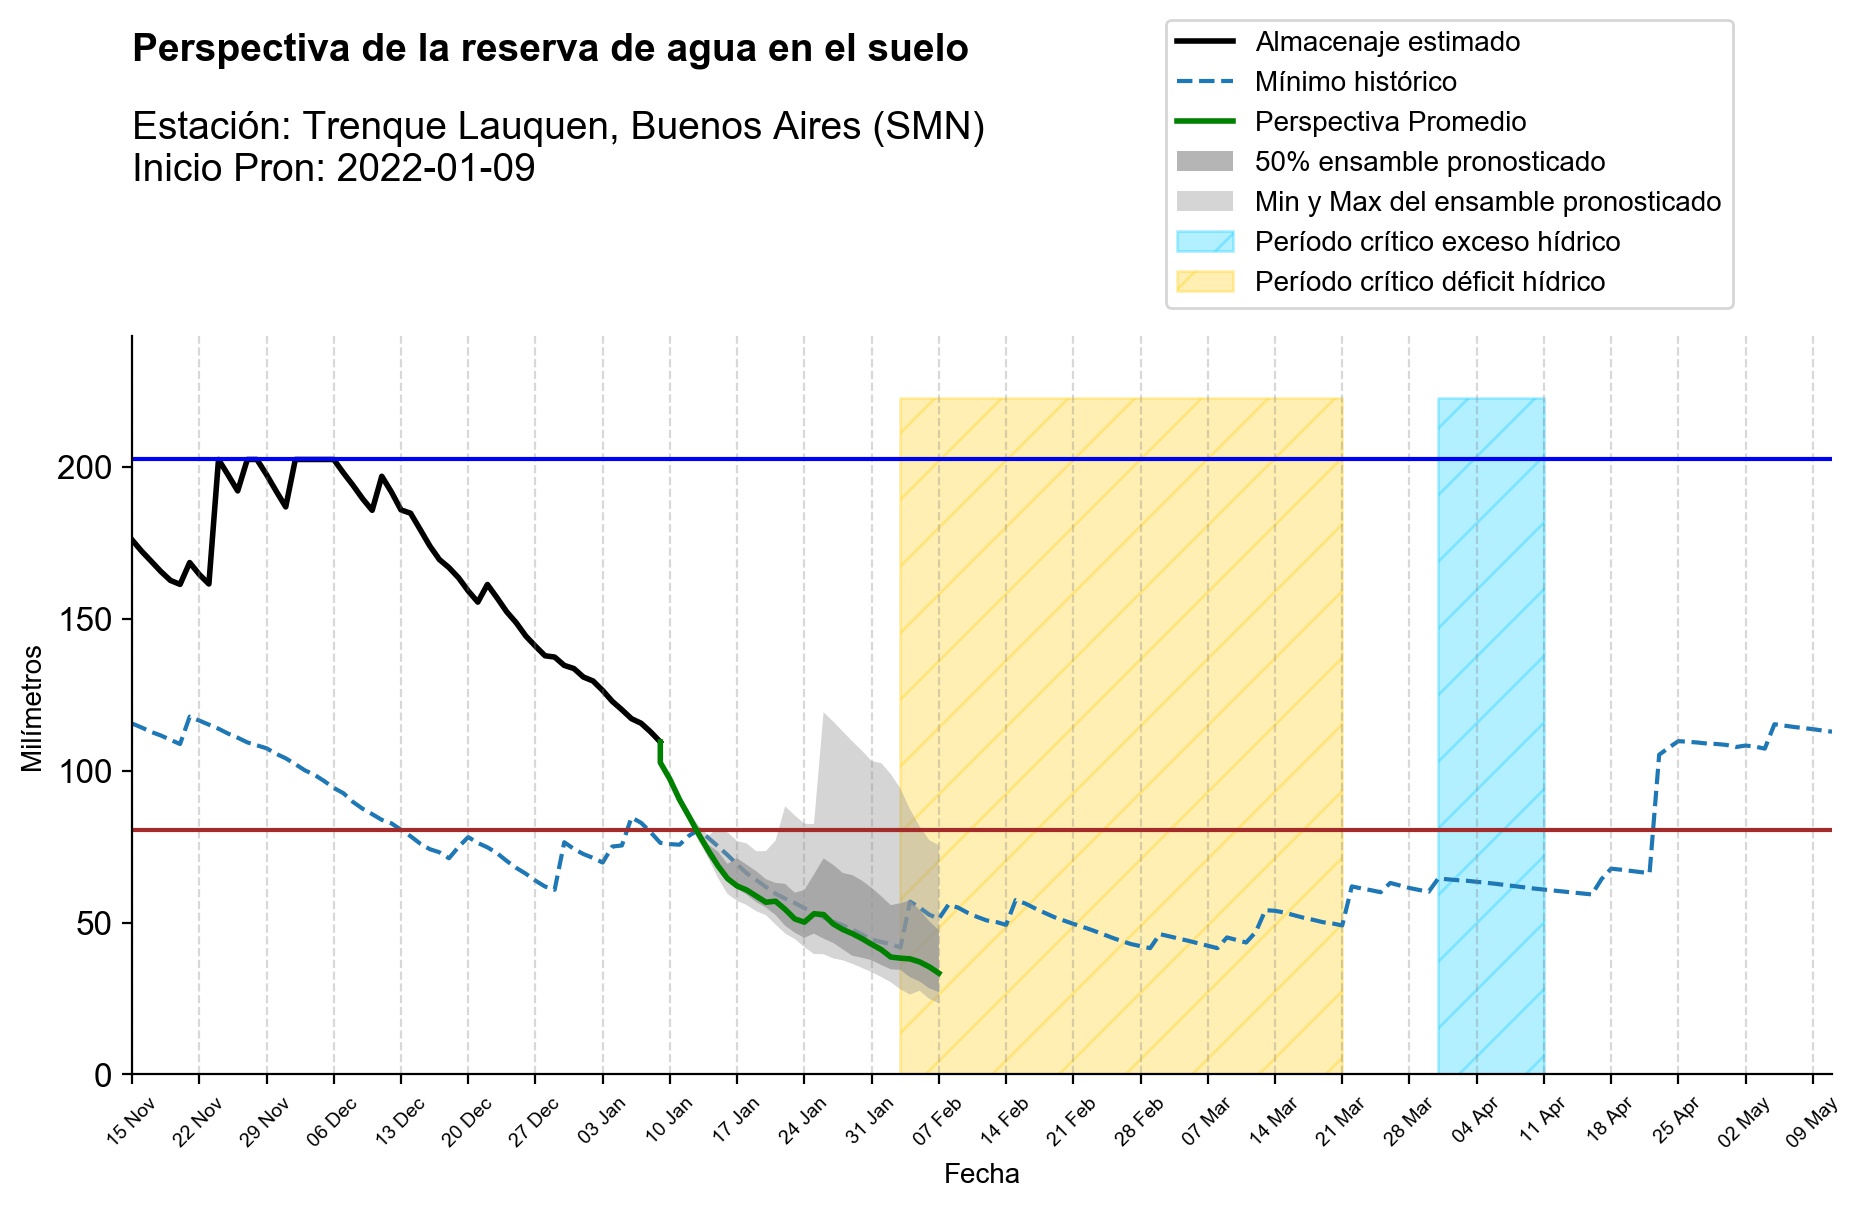 Perspectiva de la reserva de agua en el suelo
Estación: Trenque Lauquen, Buenos Aires (SMN)
Inicio Pron: 2022-01-09
Almacenaje estimado
Mínimo histórico
Perspectiva Promedio
50% ensamble pronosticado
Min y Max del ensamble pronosticado
Período crítico exceso hídrico
Período crítico déficit hídrico
Milímetros
200
150
100
50
0
15 Nov
22 Nov
29 Nov
06 Dec
13 Dec
20 Dec
27 Dec
03 Jan
10 Jan
17 Jan
24 Jan
31 Jan
07 Feb
14 Feb
21 Feb
28 Feb
07 Mar
14 Mar
21 Mar
28 Mar
04 Apr
11 Apr
18 Apr
25 Apr
02 May
09 May
Fecha